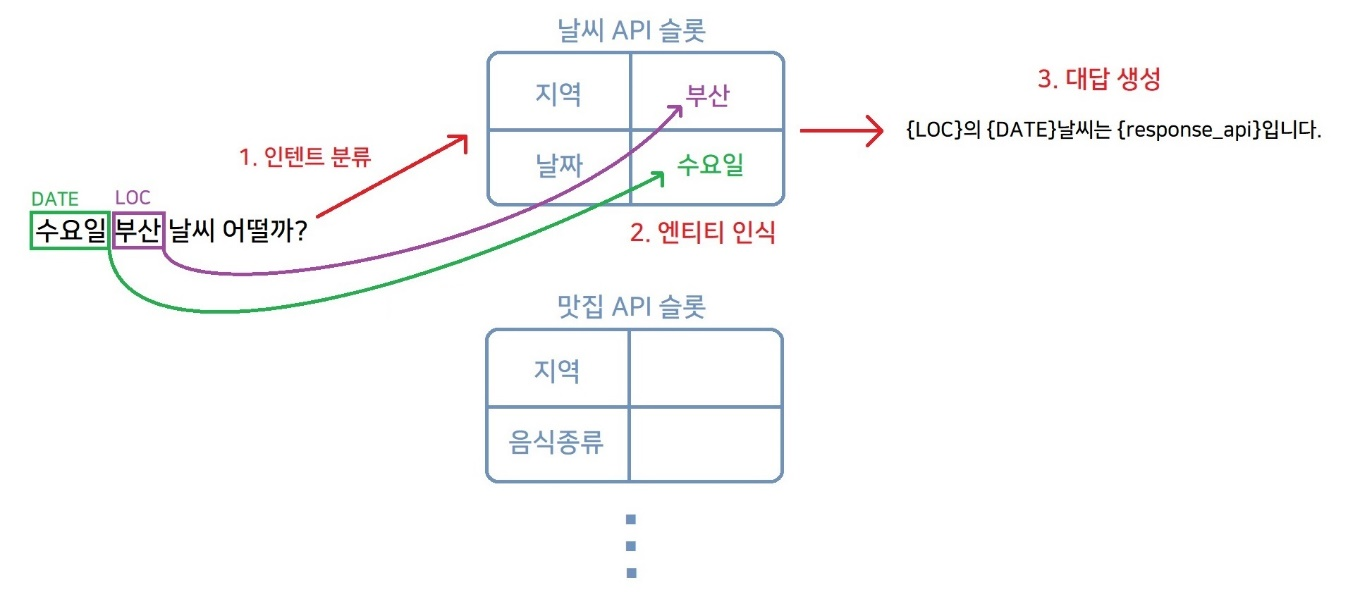 날씨 API 슬롯
지역
부산
날짜
수요일
1. 인텐트 분류
DATE
LOC
수요일 부산 날씨 어떨까?
2. 엔티티 인식
3. 대답 생성
{LOC}의 {DATE}날씨는 {response_api}입니다.
맛집 API 슬롯
지역
음식종류